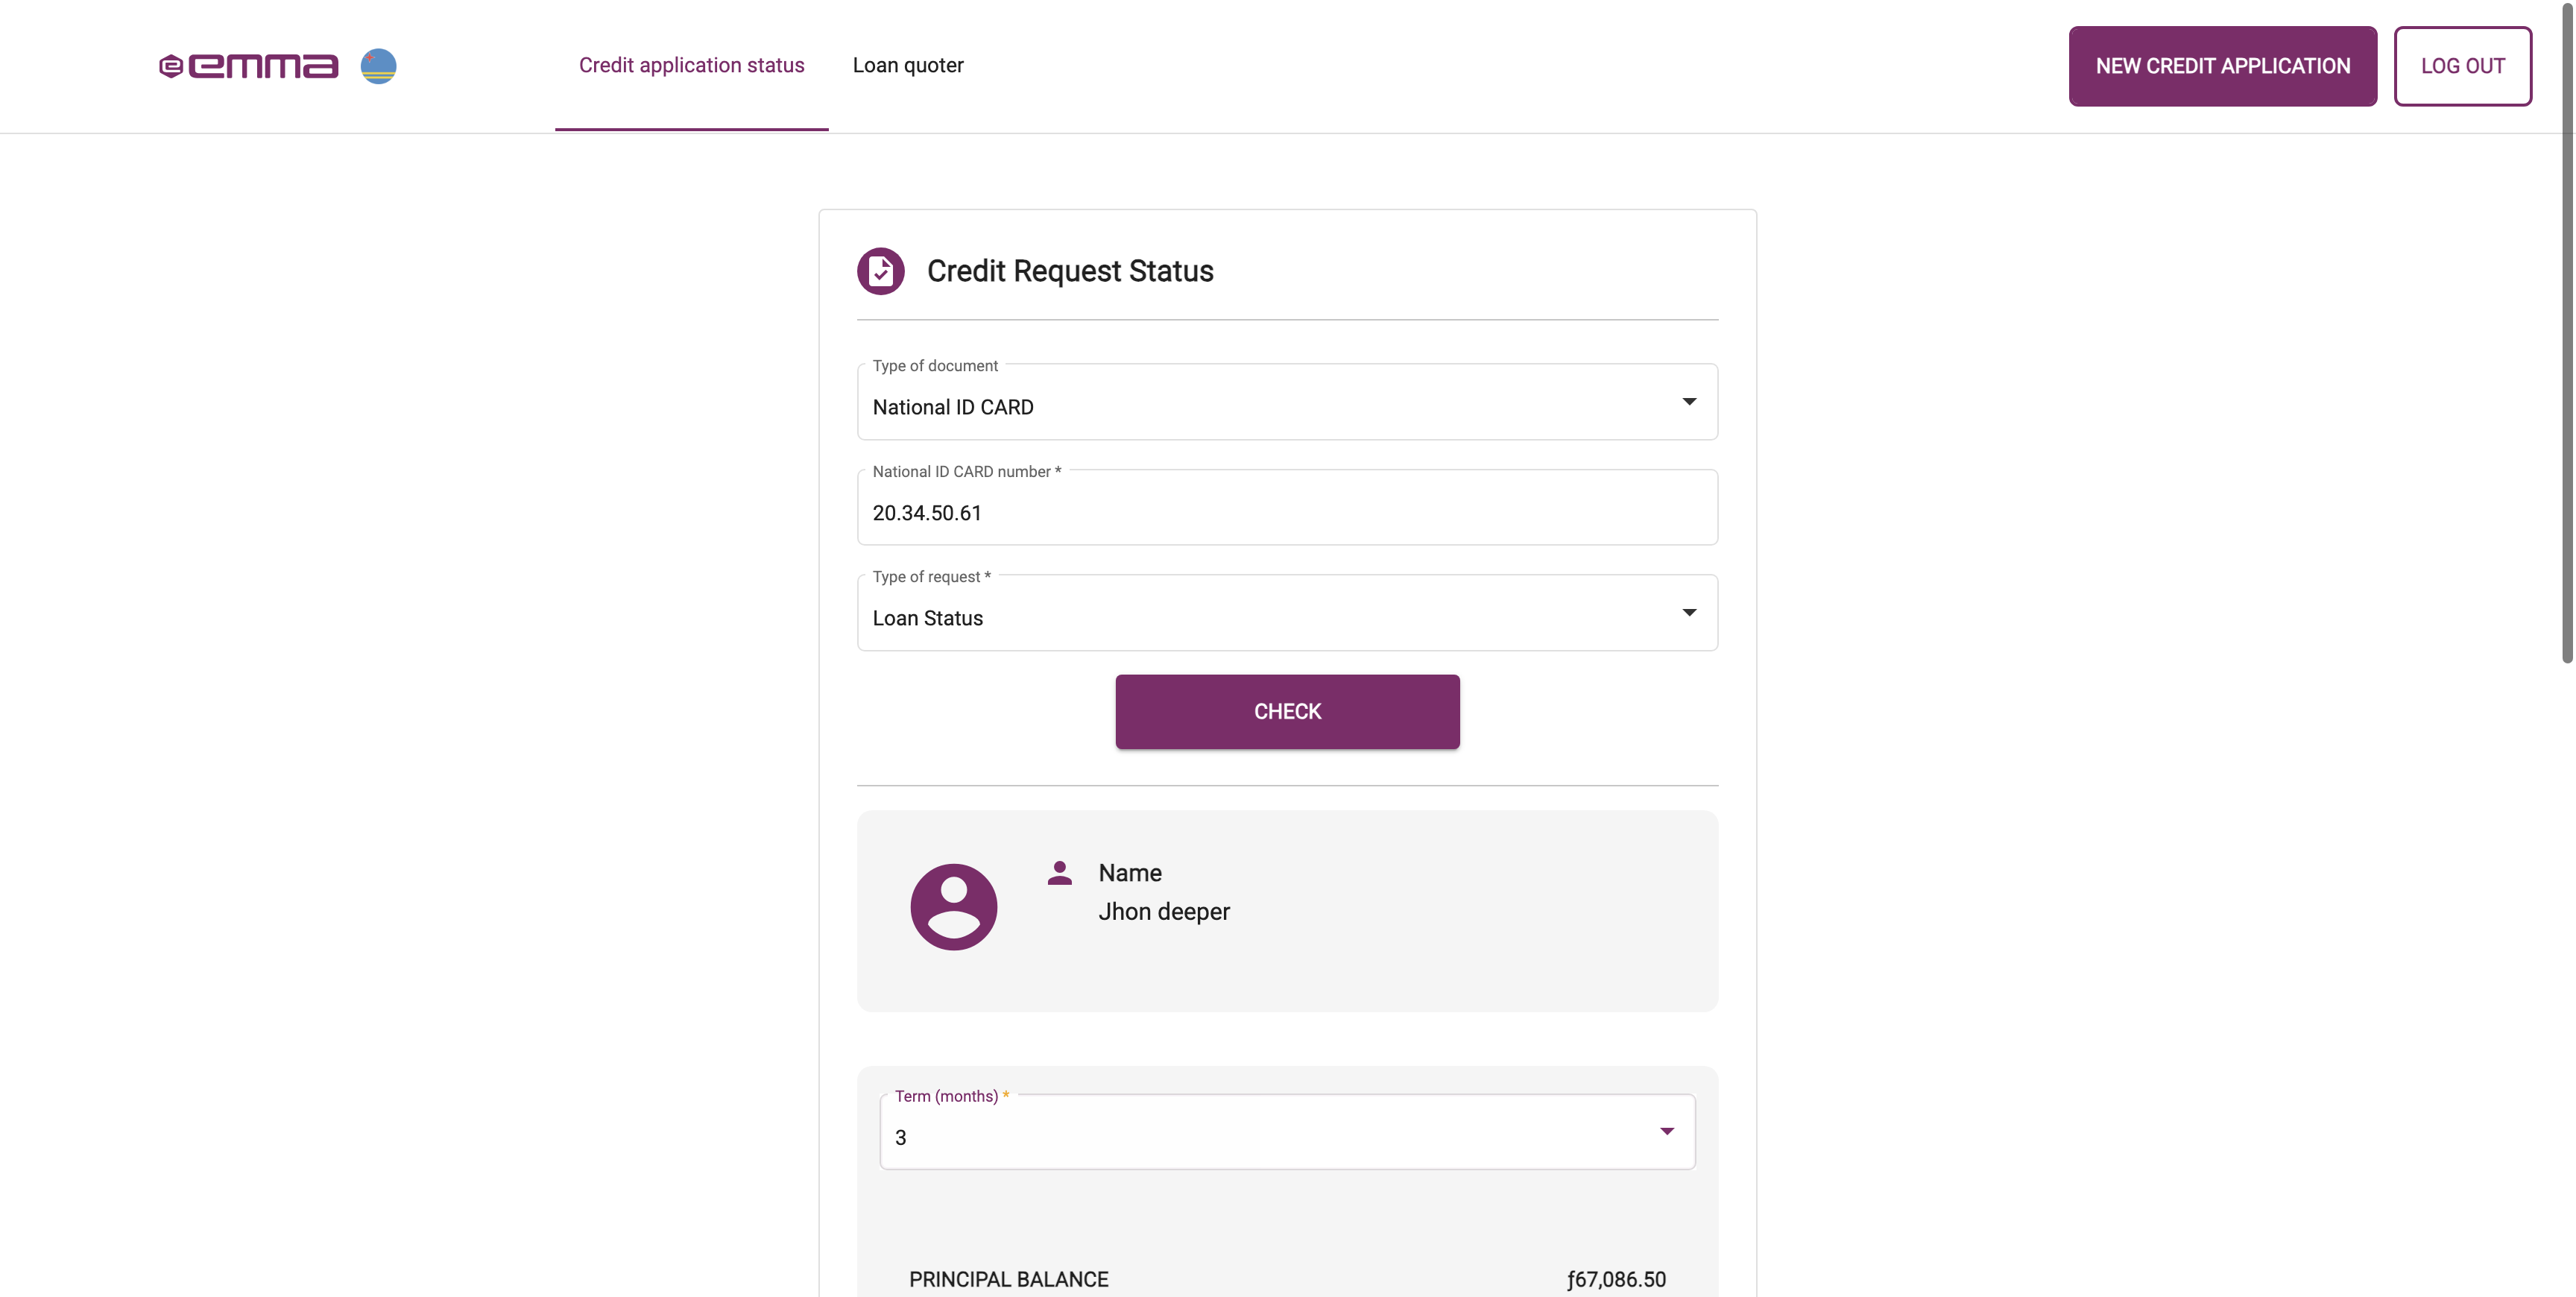 emma
Credit application status
Loan quoter
NEW CREDIT APPLICATION
LOG OUT
Credit Request Status
Type of document
National ID CARD
National ID CARD number *
20.34.50.61
Type of request *
Loan Status
CHECK
Name
Jhon deeper
Term (months) *
3
PRINCIPAL BALANCE
ƒ67,086.50